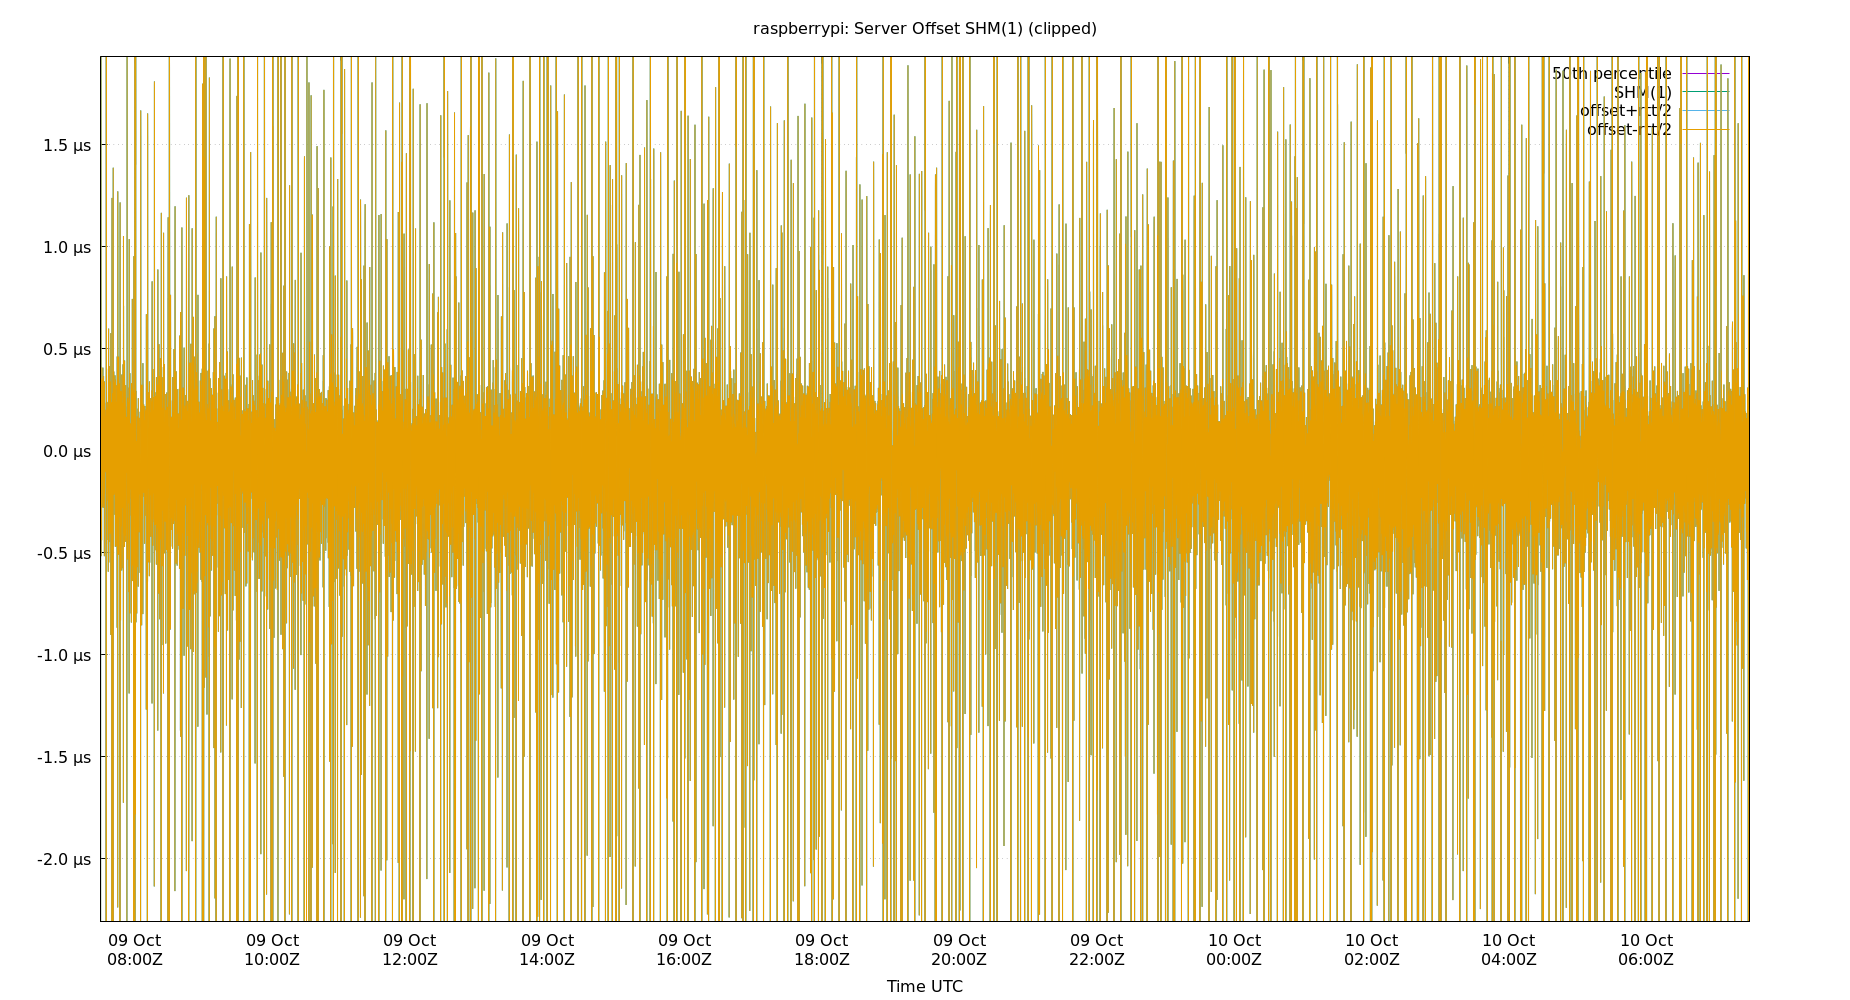 raspberrypi: Server Offset SHM(1) (clipped)
50th percentile
SHM(1)
offset+rtt/2
offset-rtt/2
1.5 µs
1.0 µs
0.5 µs
0.0 µs
-0.5 µs
-1.0 µs
-1.5 µs
-2.0 µs
09 Oct 09 Oct 09 Oct 09 Oct 09 Oct 09 Oct 09 Oct 09 Oct 10 Oct 10 Oct 10 Oct 10 Oct
08:00Z 10:00Z 12:00Z 14:00Z 16:00Z 18:00Z 20:00Z 22:00Z 00:00Z 02:00Z 04:00Z 06:00Z
Time UTC